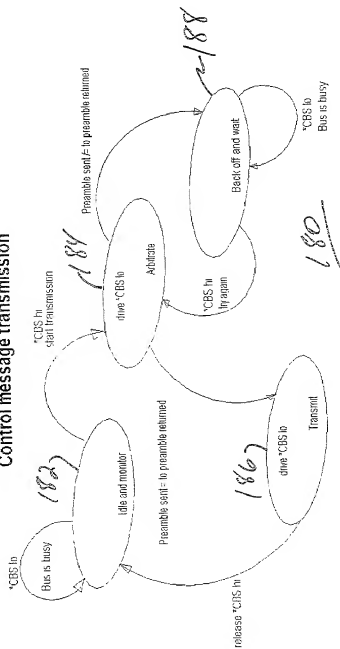 Control message transmission
*CBS lo
Bus is busy
182
Idle and monitor
*CBS hi
start transmission
184
drive *CBS lo
Arbitrate
Preamble sent /= to preamble returned
188
Back off and wait
*CBS lo
Bus is busy
*CBS hi
try again
Preamble sent = to preamble returned
186
drive *CBS lo
Transmit
release *CBS hi
180